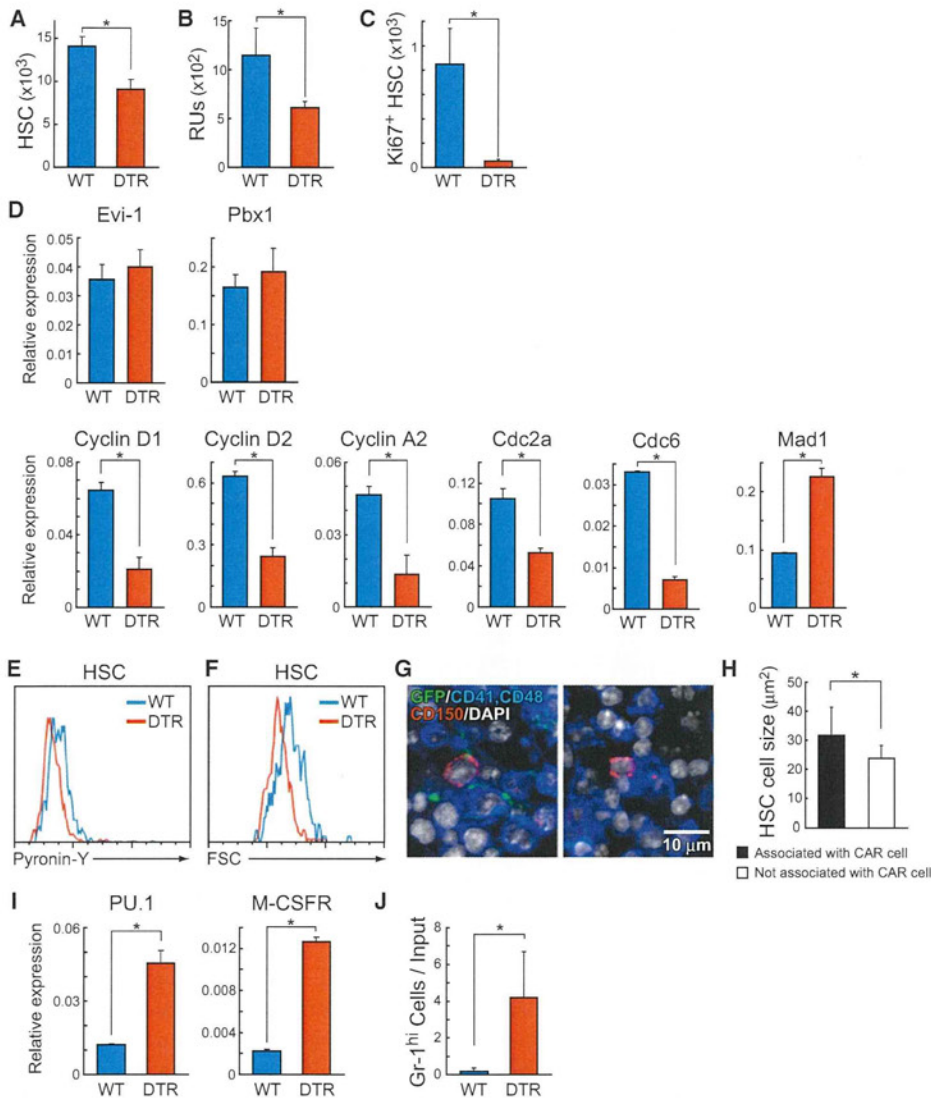 A
B
C
*
*
*
HSC (x10³)
15
10
5
0
WT DTR
RUs (x10²)
15
10
5
0
WT DTR
Ki67⁺ HSC (x10³)
1
0
WT DTR
D
Evi-1
Pbx1
Relative expression
0.05
0.04
0.03
0.02
0.01
0
WT DTR
0.2
0.1
0
WT DTR
Cyclin D1
Cyclin D2
Cyclin A2
Cdc2a
Cdc6
Mad1
Relative expression
*
0.08
0.04
0
WT DTR
*
0.6
0.3
0
WT DTR
*
0.06
0.03
0
WT DTR
*
0.12
0.08
0.04
0
WT DTR
*
0.03
0.02
0.01
0
WT DTR
*
0.2
0.1
0
WT DTR
E
HSC
WT
DTR
Pyronin-Y
F
HSC
WT
DTR
FSC
G
GFP/CD41,CD48
CD150/DAPI
10 μm
H
*
HSC cell size (μm²)
50
40
30
20
10
0
Associated with CAR cell
Not associated with CAR cell
I
PU.1
M-CSFR
Relative expression
*
0.06
0.03
0
WT DTR
*
0.012
0.008
0.004
0
WT DTR
J
*
Gr-1ʰⁱ Cells / Input
8
6
4
2
0
WT DTR